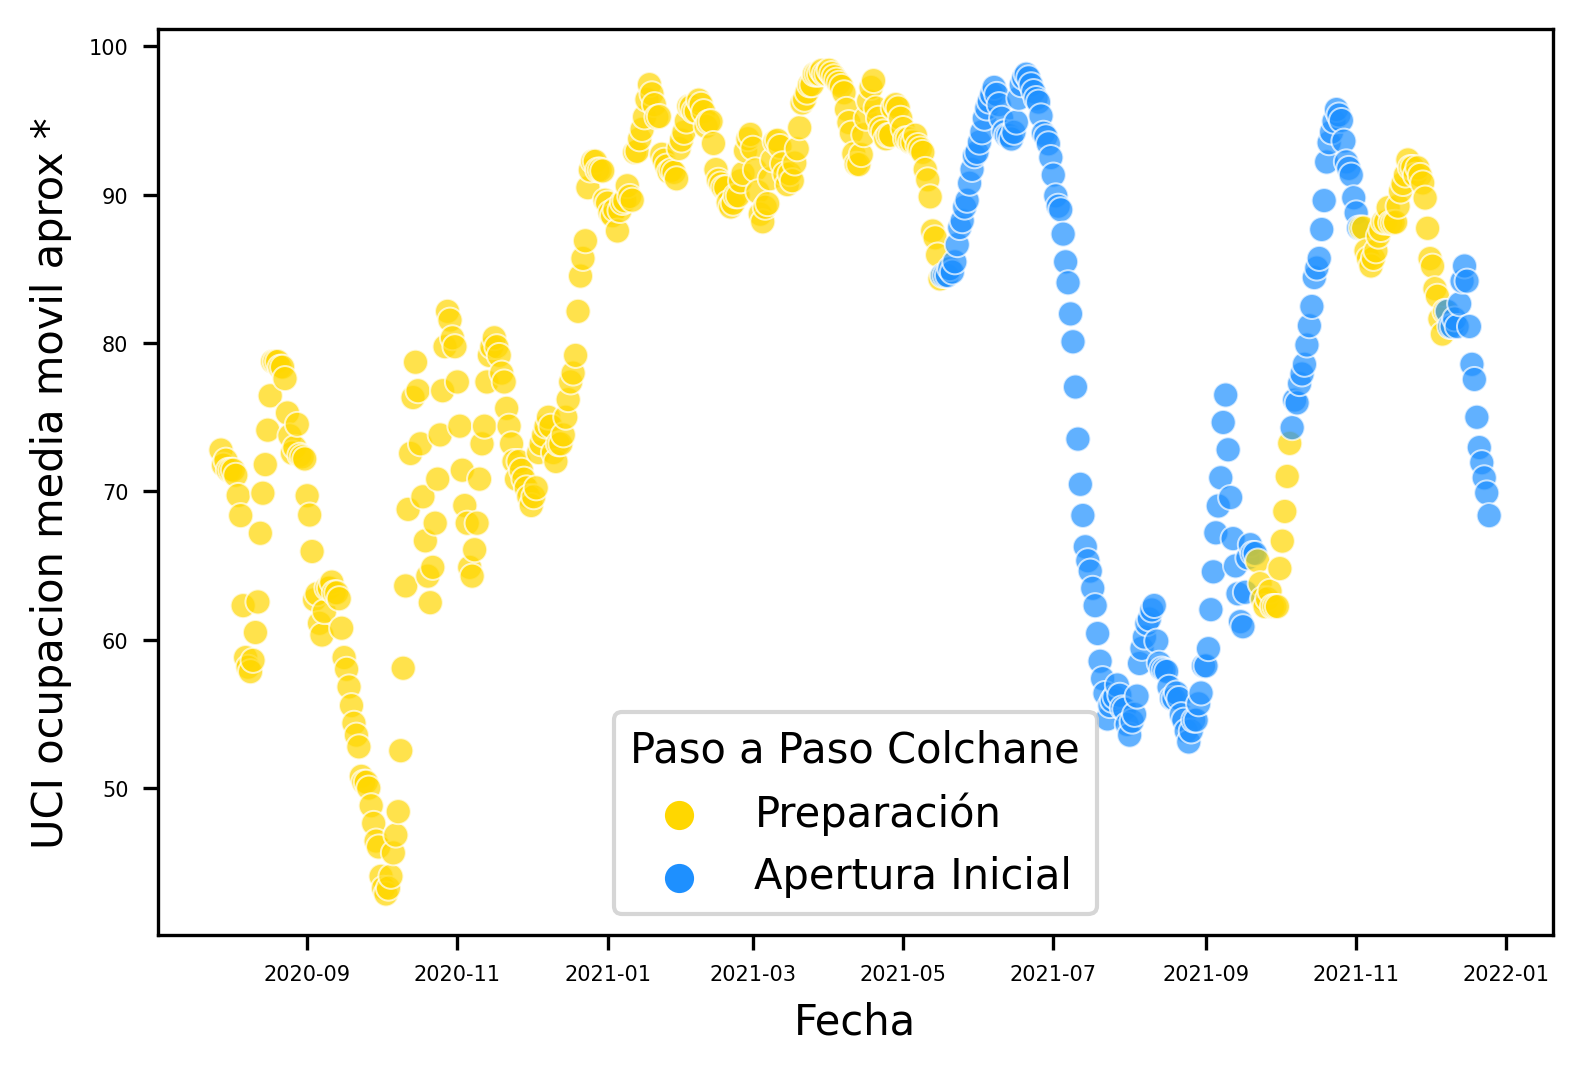 100
90
80
70
60
50
UCI ocupacion media movil aprox *
Paso a Paso Colchane
Preparación
Apertura Inicial
2020-09 2020-11 2021-01 2021-03 2021-05 2021-07 2021-09 2021-11 2022-01
Fecha